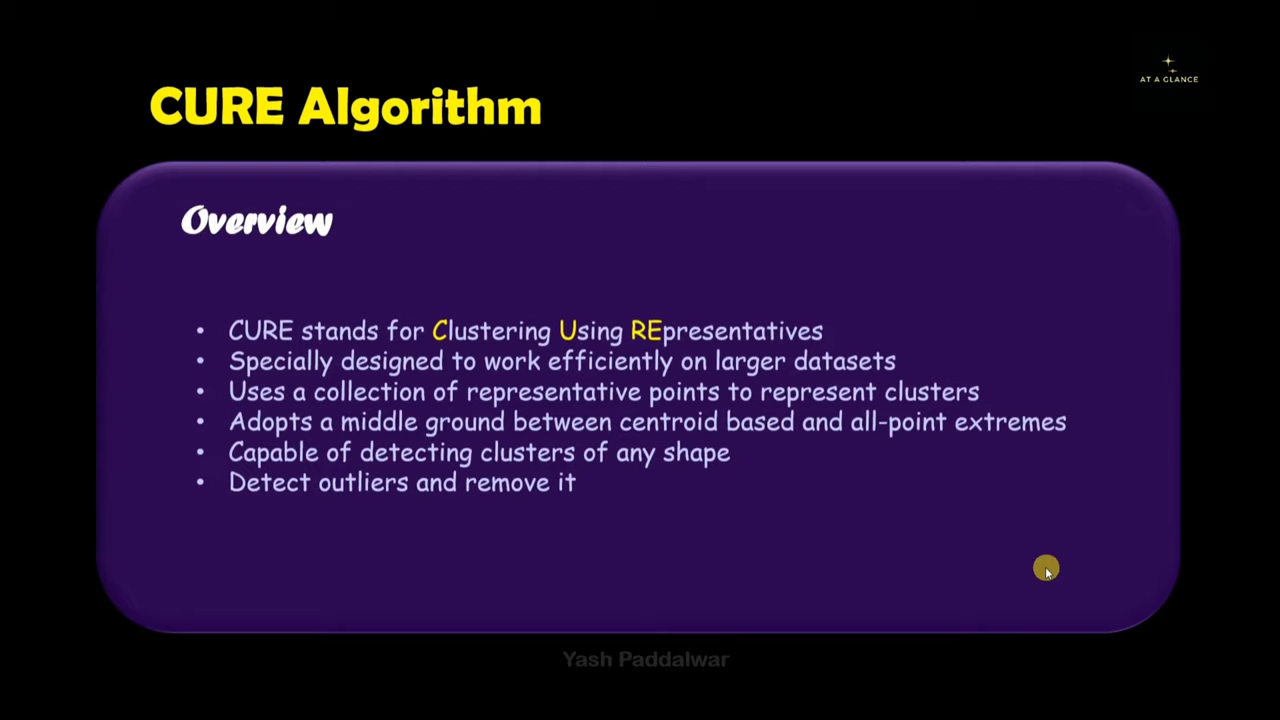 AT A GLANCE
CURE Algorithm
Overview
• CURE stands for Clustering Using REpresentatives
• Specially designed to work efficiently on larger datasets
• Uses a collection of representative points to represent clusters
• Adopts a middle ground between centroid based and all-point extremes
• Capable of detecting clusters of any shape
• Detect outliers and remove it
Yash Paddalwar